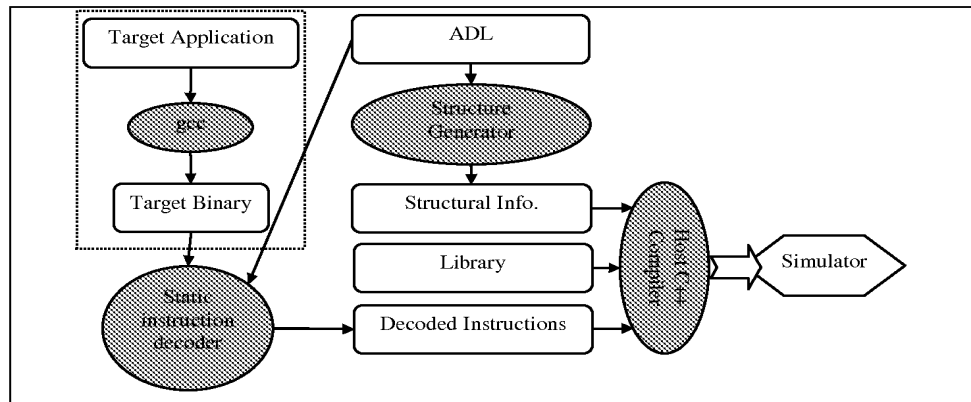 Target Application
ADL
gcc
Structure
Generator
Target Binary
Structural Info.
Library
Host C++
Compiler
Simulator
Static
instruction
decoder
Decoded Instructions